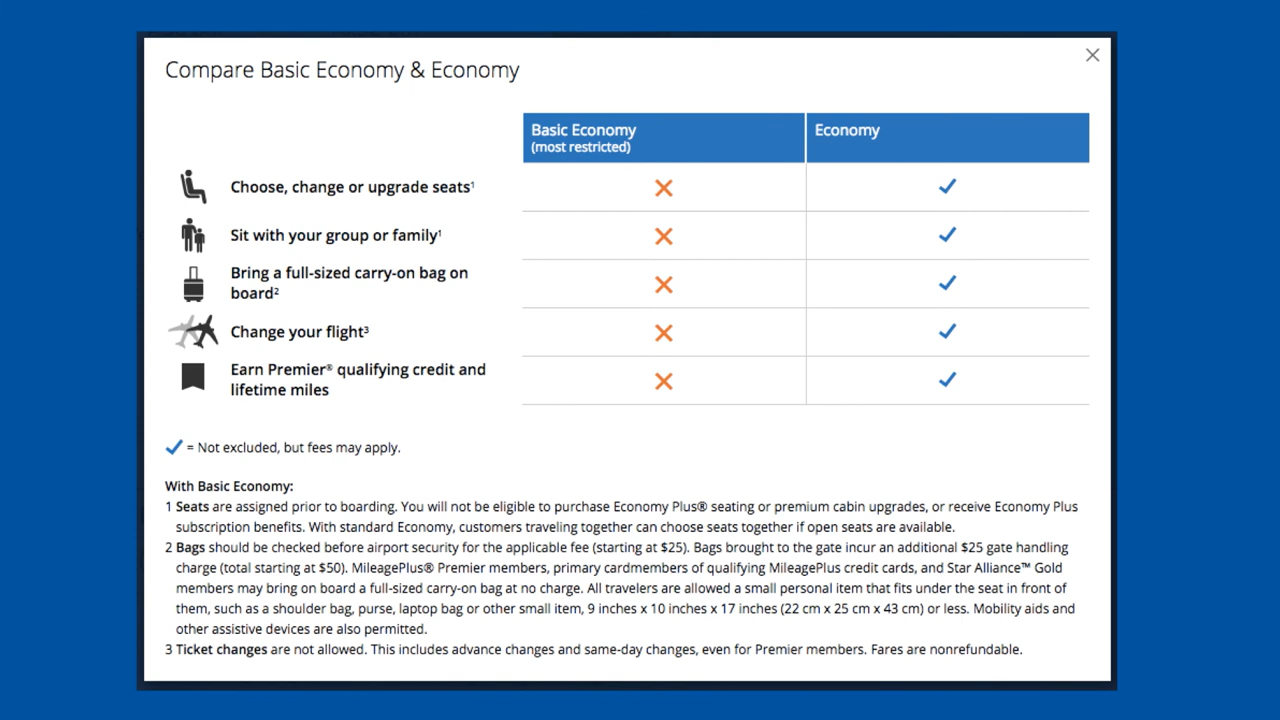 Compare Basic Economy & Economy
Basic Economy
(most restricted)
Economy
Choose, change or upgrade seats¹
Sit with your group or family¹
Bring a full-sized carry-on bag on
board²
Change your flight³
Earn Premier® qualifying credit and
lifetime miles
= Not excluded, but fees may apply.
With Basic Economy:
1 Seats are assigned prior to boarding. You will not be eligible to purchase Economy Plus® seating or premium cabin upgrades, or receive Economy Plus
subscription benefits. With standard Economy, customers traveling together can choose seats together if open seats are available.
2 Bags should be checked before airport security for the applicable fee (starting at $25). Bags brought to the gate incur an additional $25 gate handling
charge (total starting at $50). MileagePlus® Premier members, primary cardmembers of qualifying MileagePlus credit cards, and Star Alliance™ Gold
members may bring on board a full-sized carry-on bag at no charge. All travelers are allowed a small personal item that fits under the seat in front of
them, such as a shoulder bag, purse, laptop bag or other small item, 9 inches x 10 inches x 17 inches (22 cm x 25 cm x 43 cm) or less. Mobility aids and
other assistive devices are also permitted.
3 Ticket changes are not allowed. This includes advance changes and same-day changes, even for Premier members. Fares are nonrefundable.